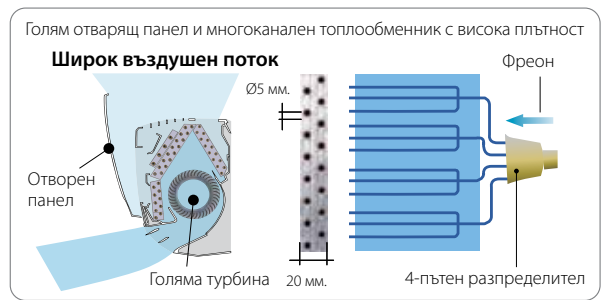 Голям отварящ панел и многоканален топлообменник с висока плътност
Широк въздушен поток
Фреон
Ø5 мм.
Отворен
панел
Голяма турбина
20 мм.
4-пътен разпределител